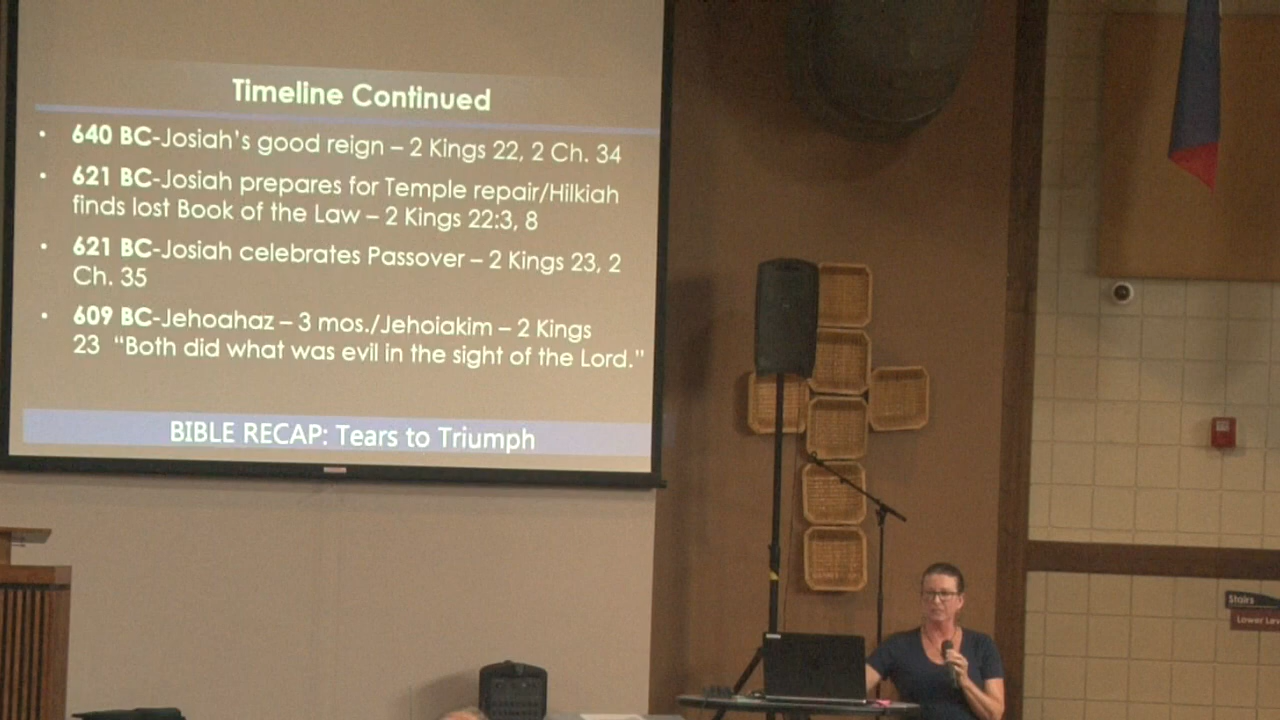 Timeline Continued
• 640 BC-Josiah's good reign – 2 Kings 22, 2 Ch. 34
• 621 BC-Josiah prepares for Temple repair/Hilkiah
finds lost Book of the Law – 2 Kings 22:3, 8
• 621 BC-Josiah celebrates Passover – 2 Kings 23, 2
Ch. 35
• 609 BC-Jehoahaz – 3 mos./Jehoiakim – 2 Kings
23 “Both did what was evil in the sight of the Lord.”
BIBLE RECAP: Tears to Triumph
Stairs
Lower Lev